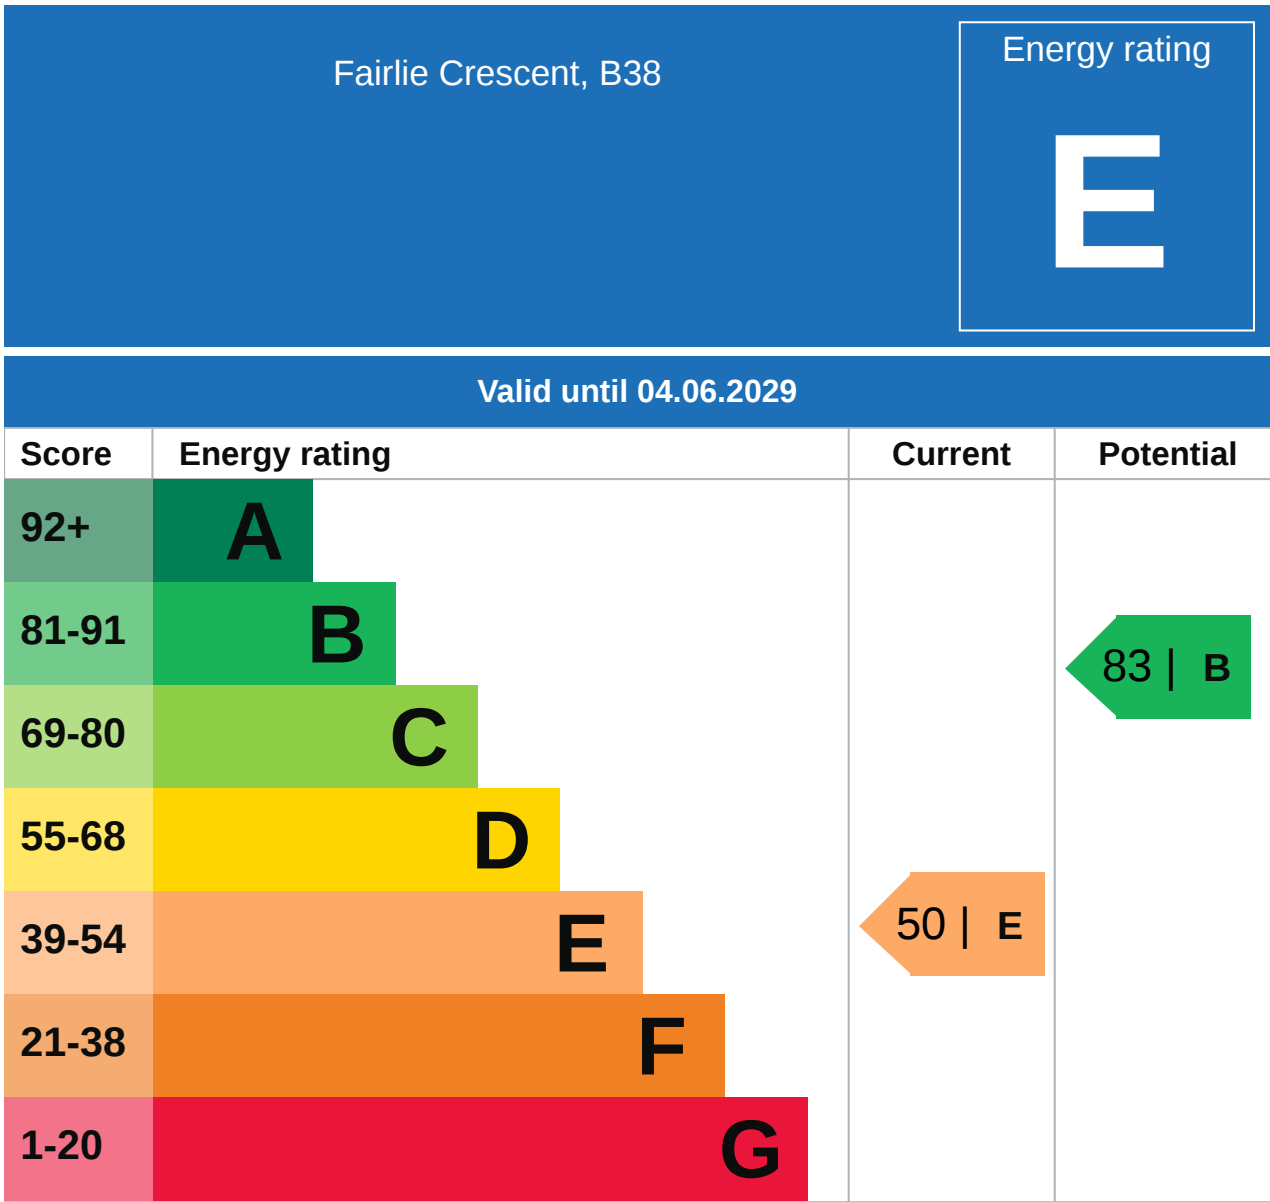 Fairlie Crescent, B38
Energy rating
E
Valid until 04.06.2029
Score Energy rating Current Potential
92+ A
81-91 B
83 | B
69-80 C
55-68 D
39-54 E
50 | E
21-38 F
1-20 G